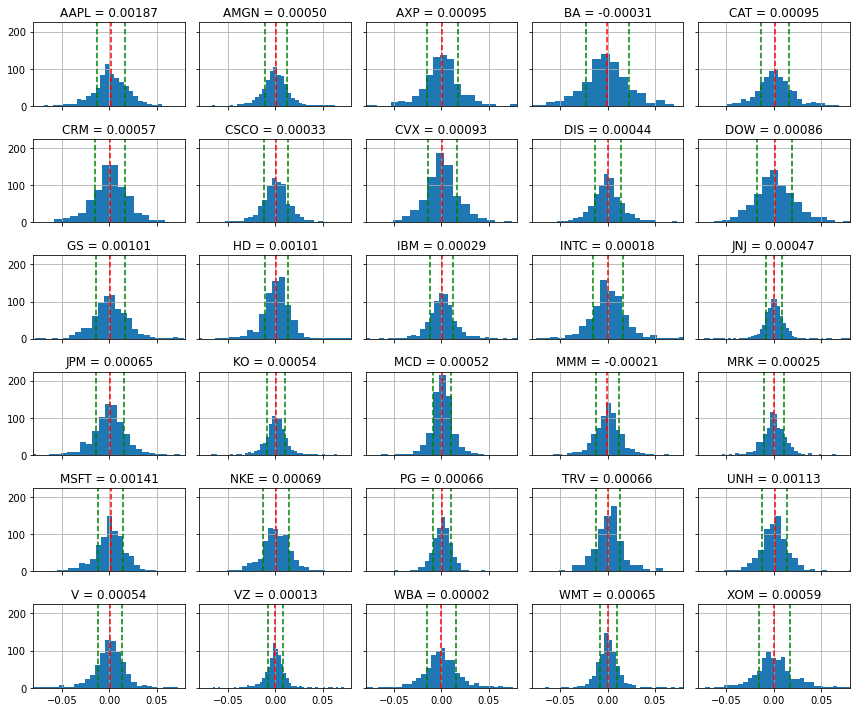 AAPL = 0.00187 AMGN = 0.00050 AXP = 0.00095 BA = -0.00031 CAT = 0.00095
200
100
0
CRM = 0.00057 CSCO = 0.00033 CVX = 0.00093 DIS = 0.00044 DOW = 0.00086
200
100
0
GS = 0.00101 HD = 0.00101 IBM = 0.00029 INTC = 0.00018 JNJ = 0.00047
200
100
0
JPM = 0.00065 KO = 0.00054 MCD = 0.00052 MMM = -0.00021 MRK = 0.00025
200
100
0
MSFT = 0.00141 NKE = 0.00069 PG = 0.00066 TRV = 0.00066 UNH = 0.00113
200
100
0
V = 0.00054 VZ = 0.00013 WBA = 0.00002 WMT = 0.00065 XOM = 0.00059
200
100
0
−0.05 0.00 0.05 −0.05 0.00 0.05 −0.05 0.00 0.05 −0.05 0.00 0.05 −0.05 0.00 0.05